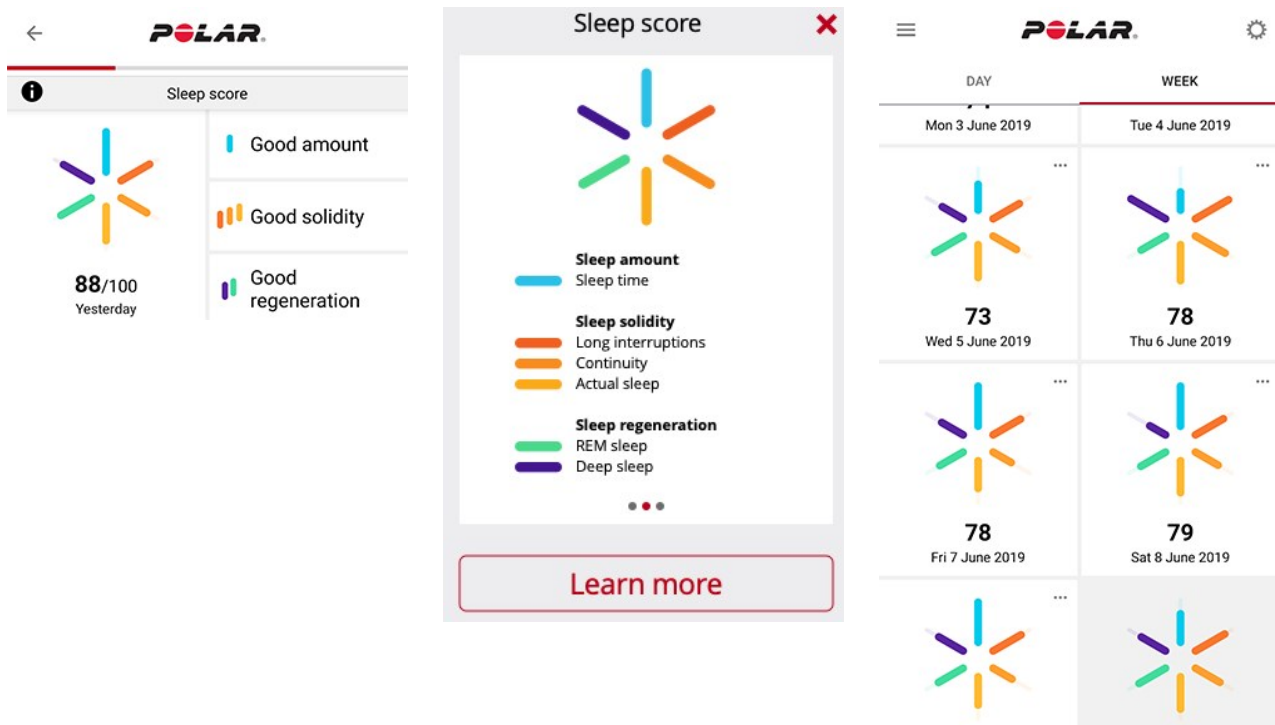 POLAR
Sleep score
Good amount
Good solidity
Good
regeneration
88/100
Yesterday
Sleep score
Sleep amount
Sleep time
Sleep solidity
Long interruptions
Continuity
Actual sleep
Sleep regeneration
REM sleep
Deep sleep
Learn more
POLAR
DAY
WEEK
Mon 3 June 2019
Tue 4 June 2019
73
Wed 5 June 2019
78
Thu 6 June 2019
78
Fri 7 June 2019
79
Sat 8 June 2019